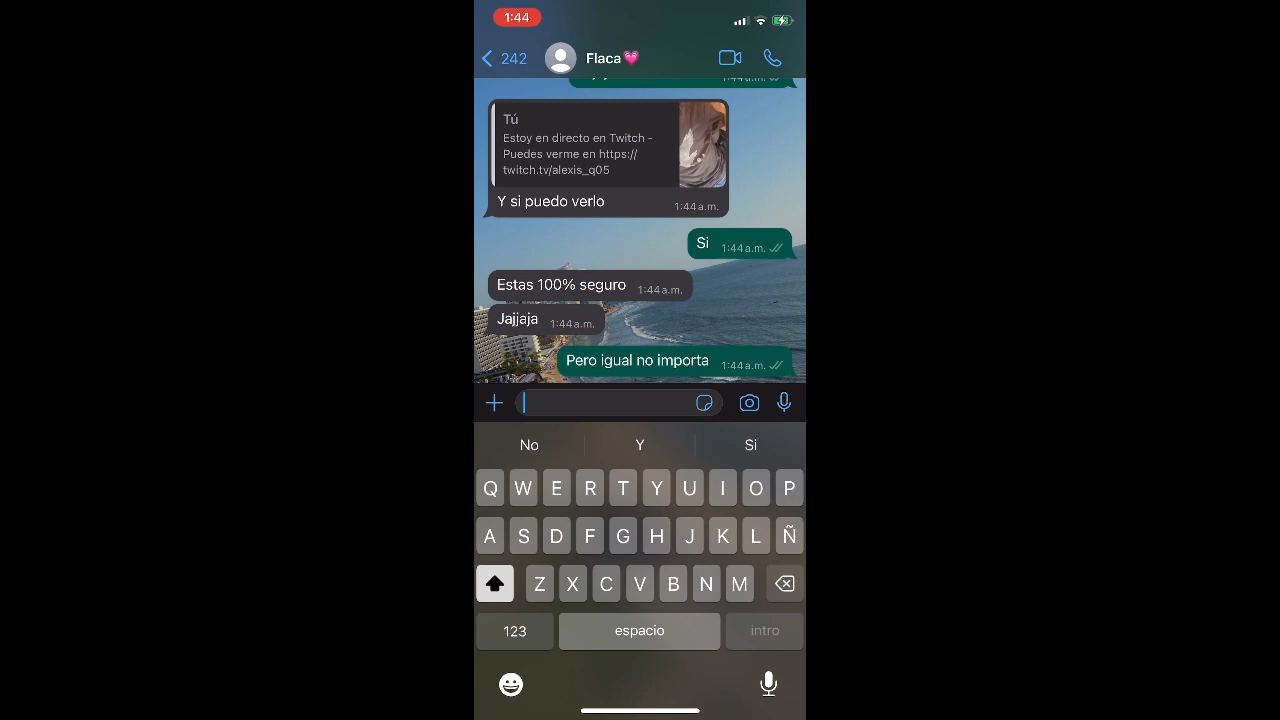 1:44
242
Flaca💗
Tú
Estoy en directo en Twitch -
Puedes verme en https://
twitch.tv/alexis_q05
Y si puedo verlo
1:44 a.m.
Si 1:44 a.m.
Estas 100% seguro 1:44 a.m.
Jajjaja 1:44 a.m.
Pero igual no importa 1:44 a.m.
No Y Si
Q W E R T Y U I O P
A S D F G H J K L Ñ
Z X C V B N M
123 espacio intro